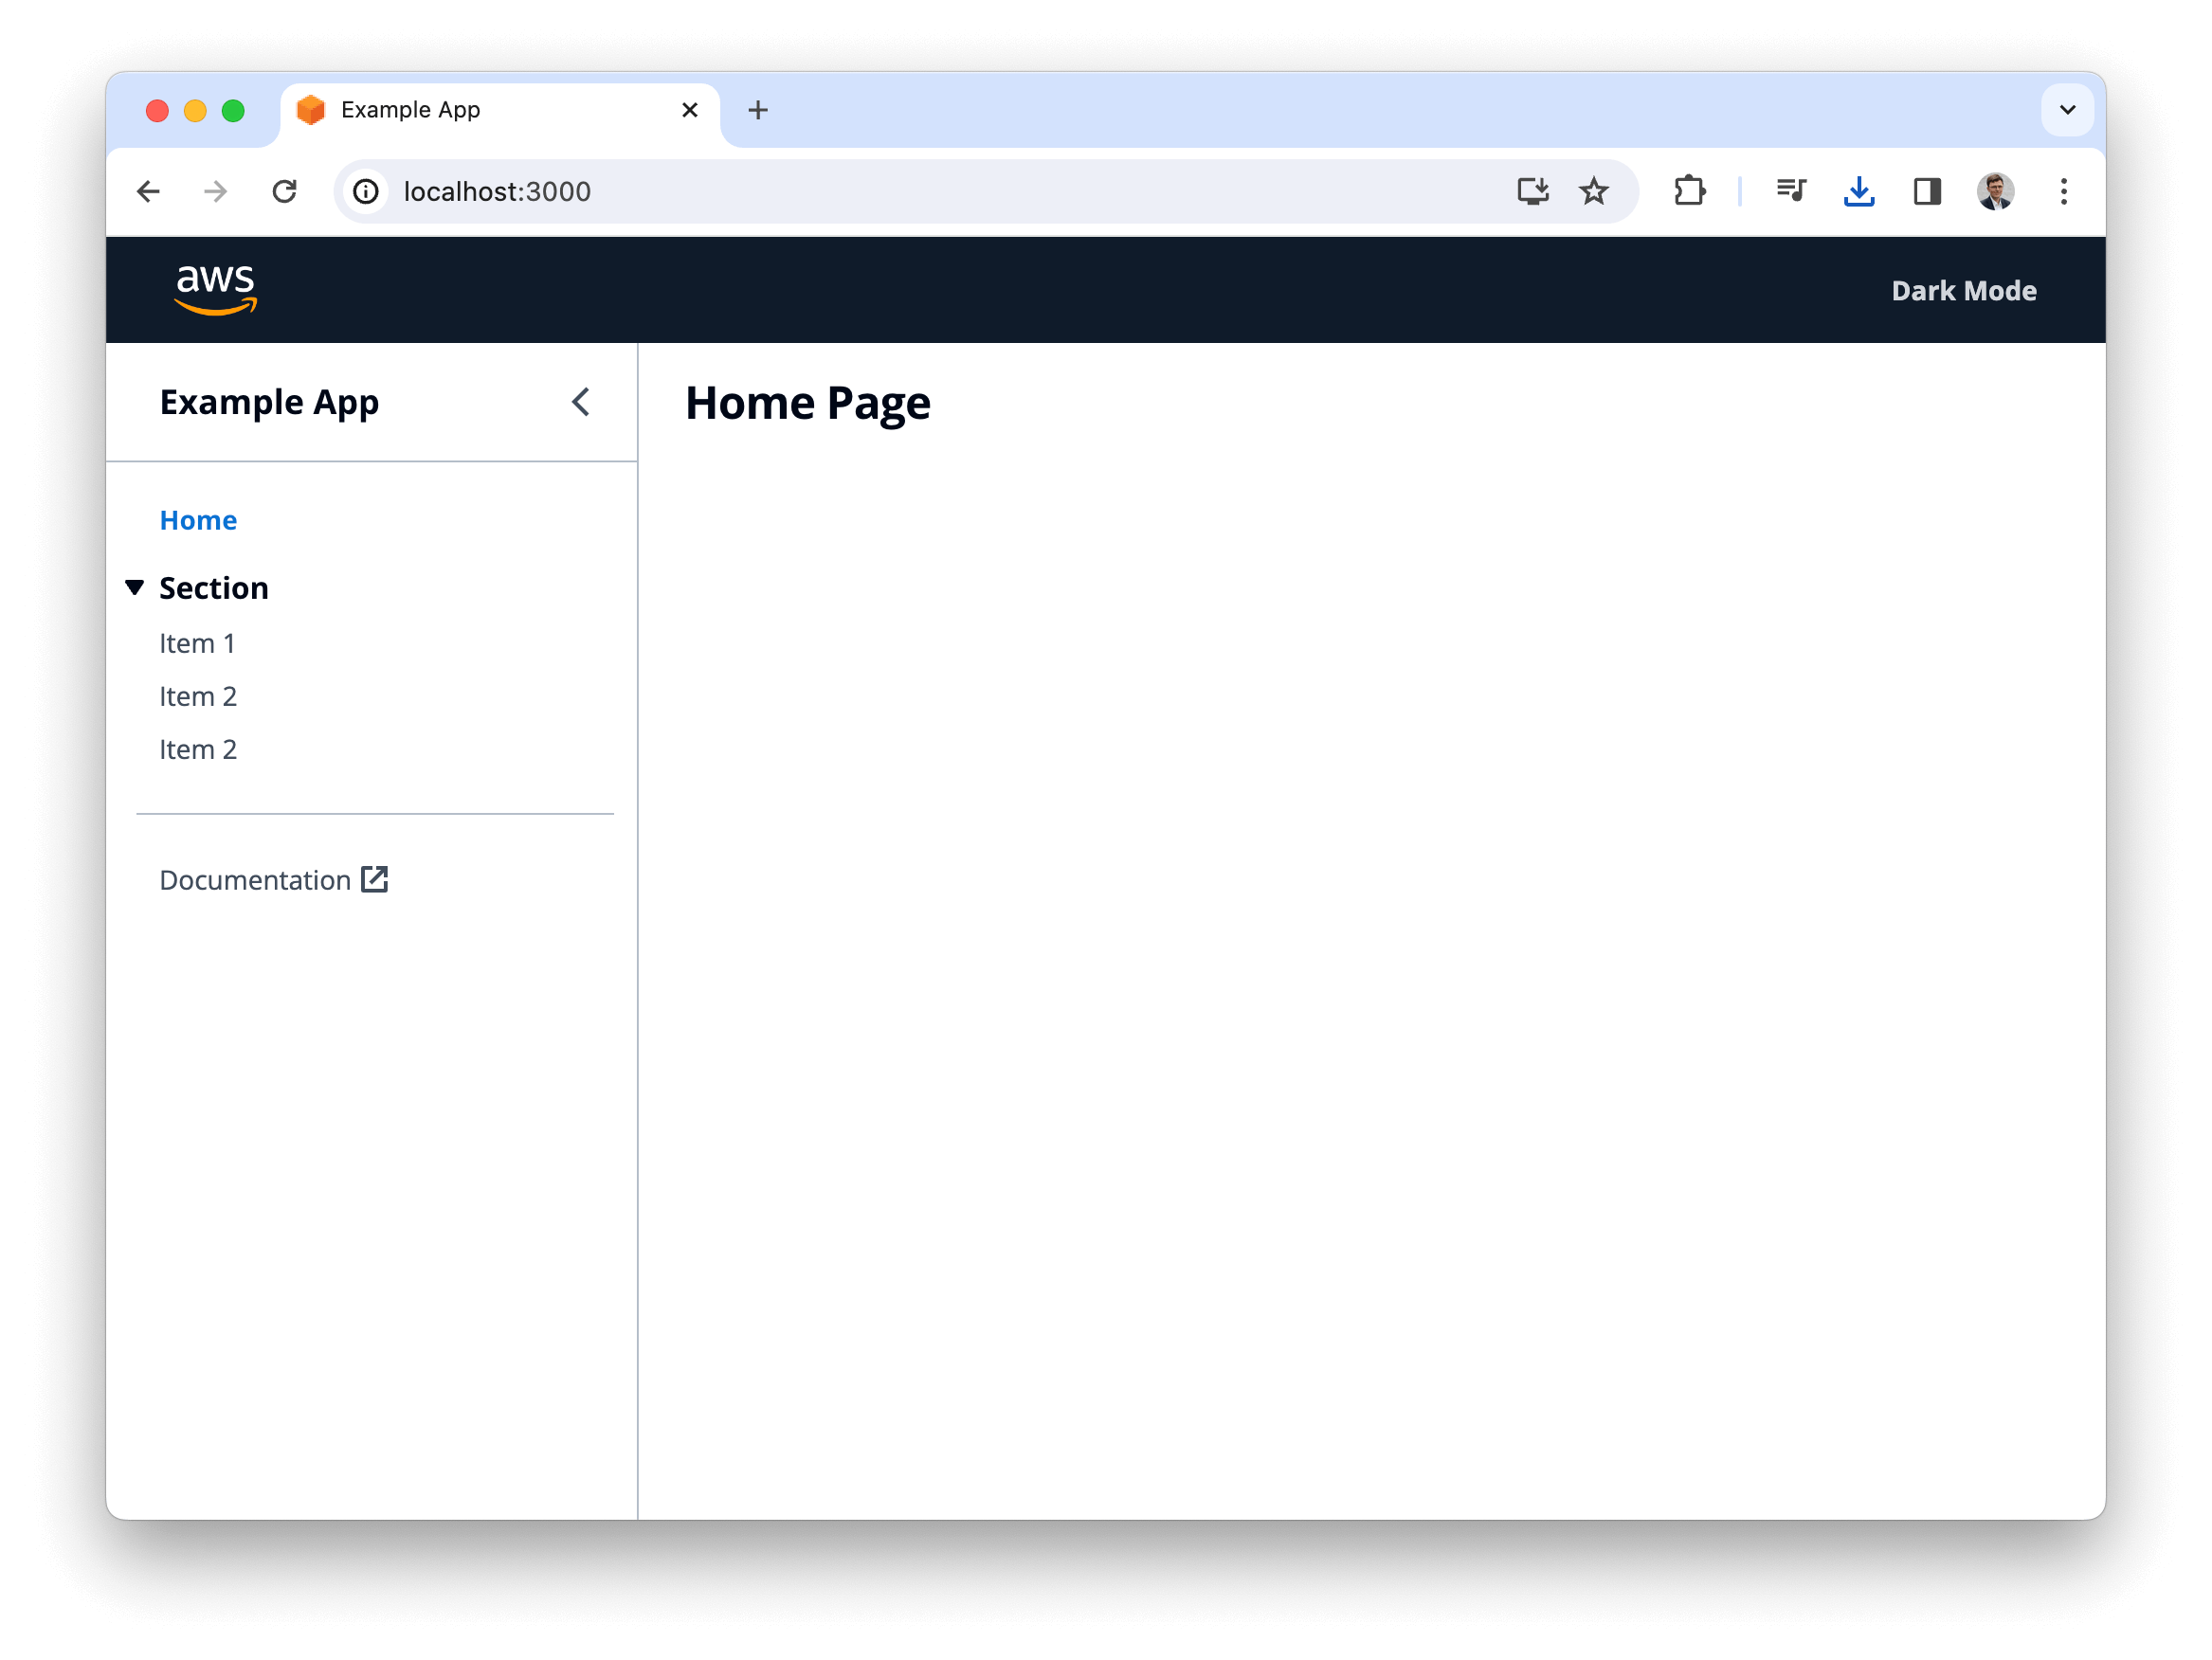 Example App
localhost:3000
aws
Dark Mode
Example App
Home Page
Home
Section
Item 1
Item 2
Item 2
Documentation